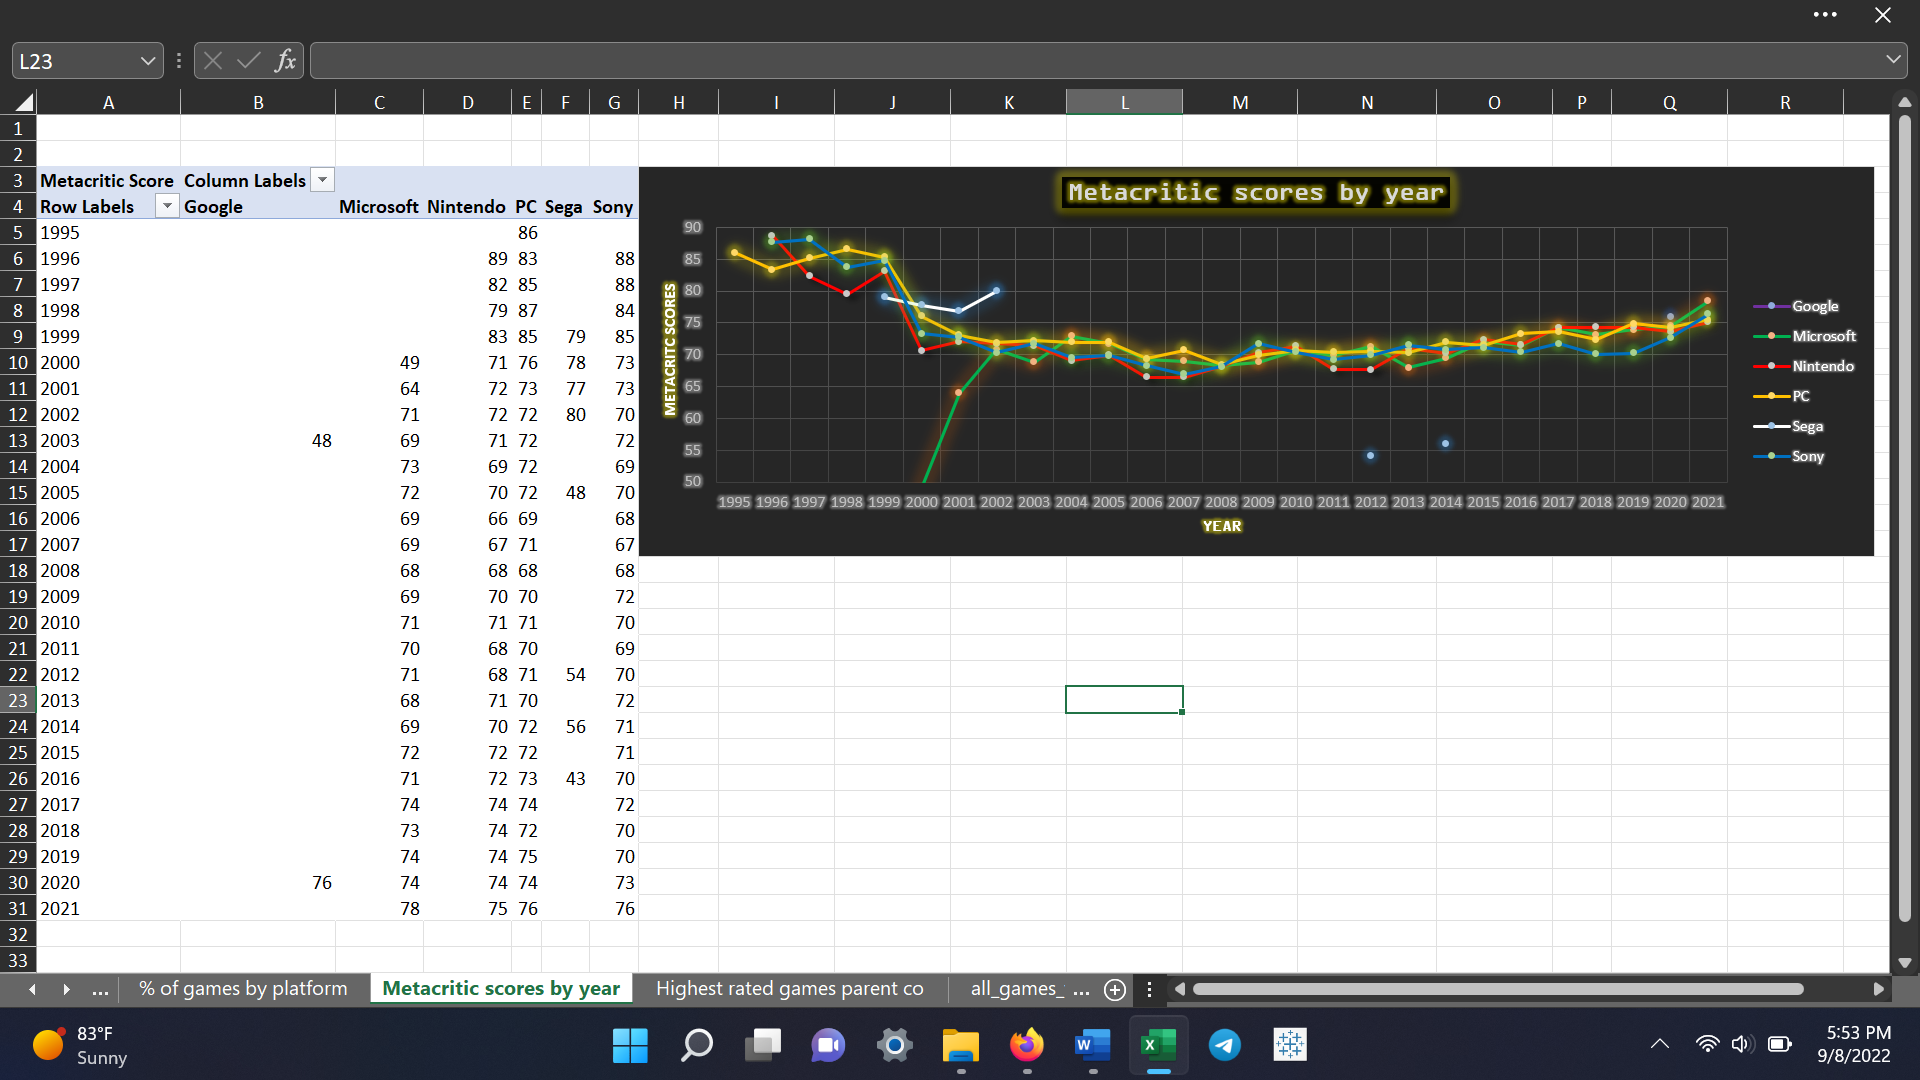 L23
fx
A B C D E F G H I J K L M N O P Q R
1
2
3 Metacritic Score Column Labels
4 Row Labels Google Microsoft Nintendo PC Sega Sony
5 1995 86
6 1996 89 83 88
7 1997 82 85 88
8 1998 79 87 84
9 1999 83 85 79 85
10 2000 49 71 76 78 73
11 2001 64 72 73 77 73
12 2002 71 72 72 80 70
13 2003 48 69 71 72 72
14 2004 73 69 72 69
15 2005 72 70 72 48 70
16 2006 69 66 69 68
17 2007 69 67 71 67
18 2008 68 68 68 68
19 2009 69 70 70 72
20 2010 71 71 71 70
21 2011 70 68 70 69
22 2012 71 68 71 54 70
23 2013 68 71 70 72
24 2014 69 70 72 56 71
25 2015 72 72 72 71
26 2016 71 72 73 43 70
27 2017 74 74 74 72
28 2018 73 74 72 70
29 2019 74 74 75 70
30 2020 76 74 74 74 73
31 2021 78 75 76 76
32
33
Metacritic scores by year
METACRITC SCORES
90
85
80
75
70
65
60
55
50
1995 1996 1997 1998 1999 2000 2001 2002 2003 2004 2005 2006 2007 2008 2009 2010 2011 2012 2013 2014 2015 2016 2017 2018 2019 2020 2021
YEAR
Google
Microsoft
Nintendo
PC
Sega
Sony
... % of games by platform Metacritic scores by year Highest rated games parent co all_games_ ...
83°F
Sunny
W
X
5:53 PM
9/8/2022